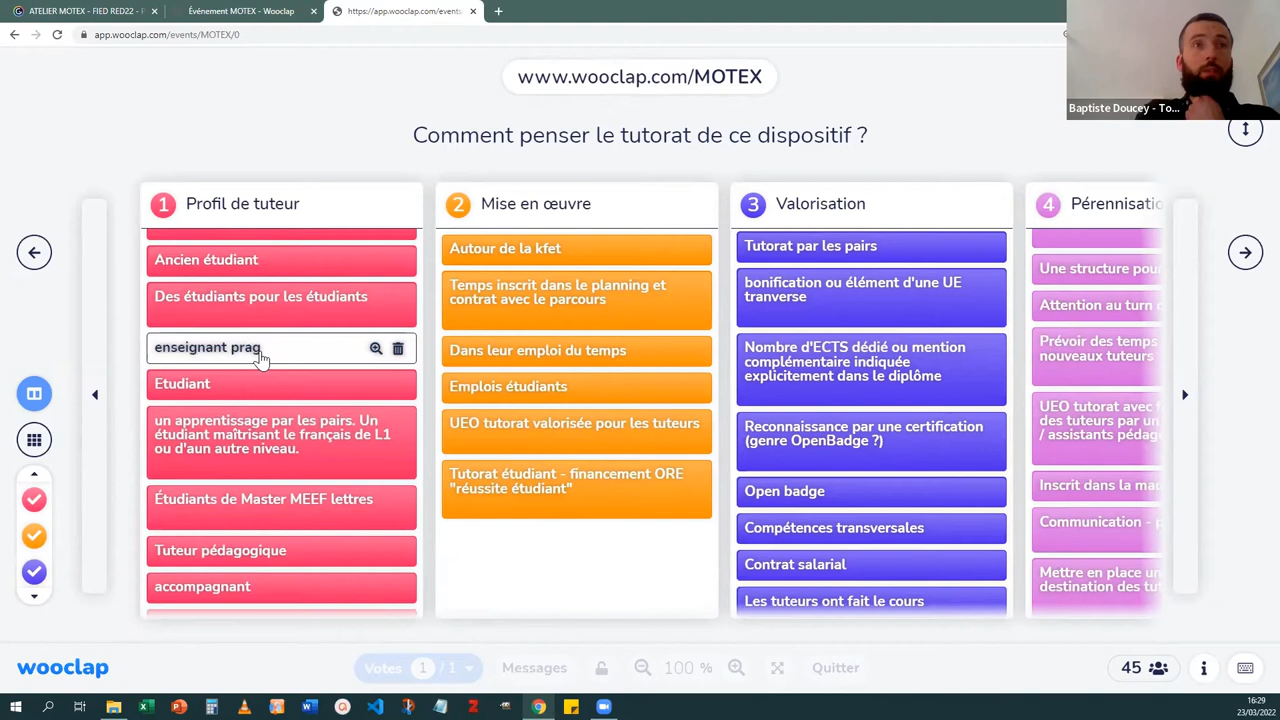 ATELIER MOTEX - FIED RED22 - P
Événement MOTEX - Wooclap
https://app.wooclap.com/events
app.wooclap.com/events/MOTEX/0
Baptiste Doucey - To...
www.wooclap.com/MOTEX
Comment penser le tutorat de ce dispositif ?
1 Profil de tuteur
Ancien étudiant
Des étudiants pour les étudiants
enseignant prag
Etudiant
un apprentissage par les pairs. Un
étudiant maîtrisant le français de L1
ou d'aun autre niveau.
Étudiants de Master MEEF lettres
Tuteur pédagogique
accompagnant
2 Mise en œuvre
Autour de la kfet
Temps inscrit dans le planning et
contrat avec le parcours
Dans leur emploi du temps
Emplois étudiants
UEO tutorat valorisée pour les tuteurs
Tutorat étudiant - financement ORE
"réussite étudiant"
3 Valorisation
Tutorat par les pairs
bonification ou élément d'une UE
tranverse
Nombre d'ECTS dédié ou mention
complémentaire indiquée
explicitement dans le diplôme
Reconnaissance par une certification
(genre OpenBadge ?)
Open badge
Compétences transversales
Contrat salarial
Les tuteurs ont fait le cours
4 Pérennisatio
Une structure pour
Attention au turn
Prévoir des temps
nouveaux tuteurs
UEO tutorat avec f
des tuteurs par un
/ assistants pédag
Inscrit dans la ma
Communication - p
Mettre en place un
destination des tut
wooclap
Votes 1 / 1
Messages
100 %
Quitter
45
16:29
23/03/2022